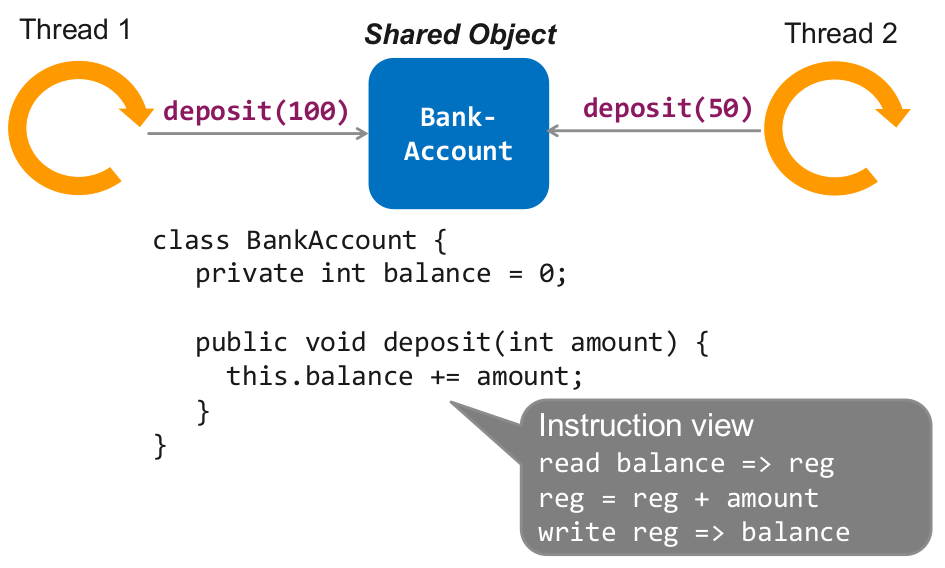 Thread 1
Shared Object
Thread 2
deposit(100)
Bank-
Account
deposit(50)
class BankAccount {
private int balance = 0;
public void deposit(int amount) {
this.balance += amount;
}
}
Instruction view
read balance => reg
reg = reg + amount
write reg => balance